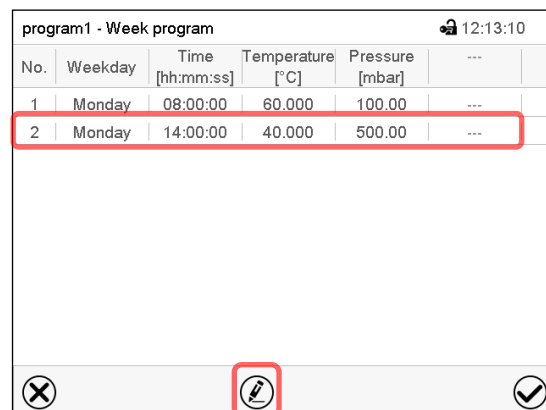 program1 - Week program 12:13:10
No. Weekday Time [hh:mm:ss] Temperature [°C] Pressure [mbar] ---
1 Monday 08:00:00 60.000 100.00 ---
2 Monday 14:00:00 40.000 500.00 ---